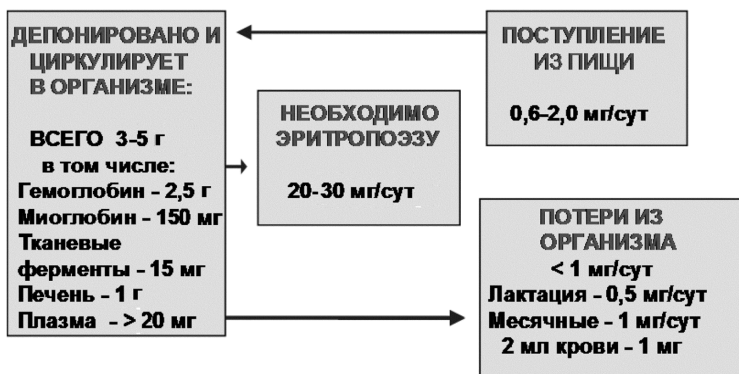 ДЕПОНИРОВАНО И
ЦИРКУЛИРУЕТ
В ОРГАНИЗМЕ:
ВСЕГО 3-5 г
в том числе:
Гемоглобин – 2,5 г
Миоглобин – 150 мг
Тканевые
ферменты – 15 мг
Печень – 1 г
Плазма - > 20 мг
НЕОБХОДИМО
ЭРИТРОПОЭЗУ
20-30 мг/сут
ПОСТУПЛЕНИЕ
ИЗ ПИЩИ
0,6–2,0 мг/сут
ПОТЕРИ ИЗ
ОРГАНИЗМА
< 1 мг/сут
Лактация – 0,5 мг/сут
Месячные – 1 мг/сут
2 мл крови – 1 мг